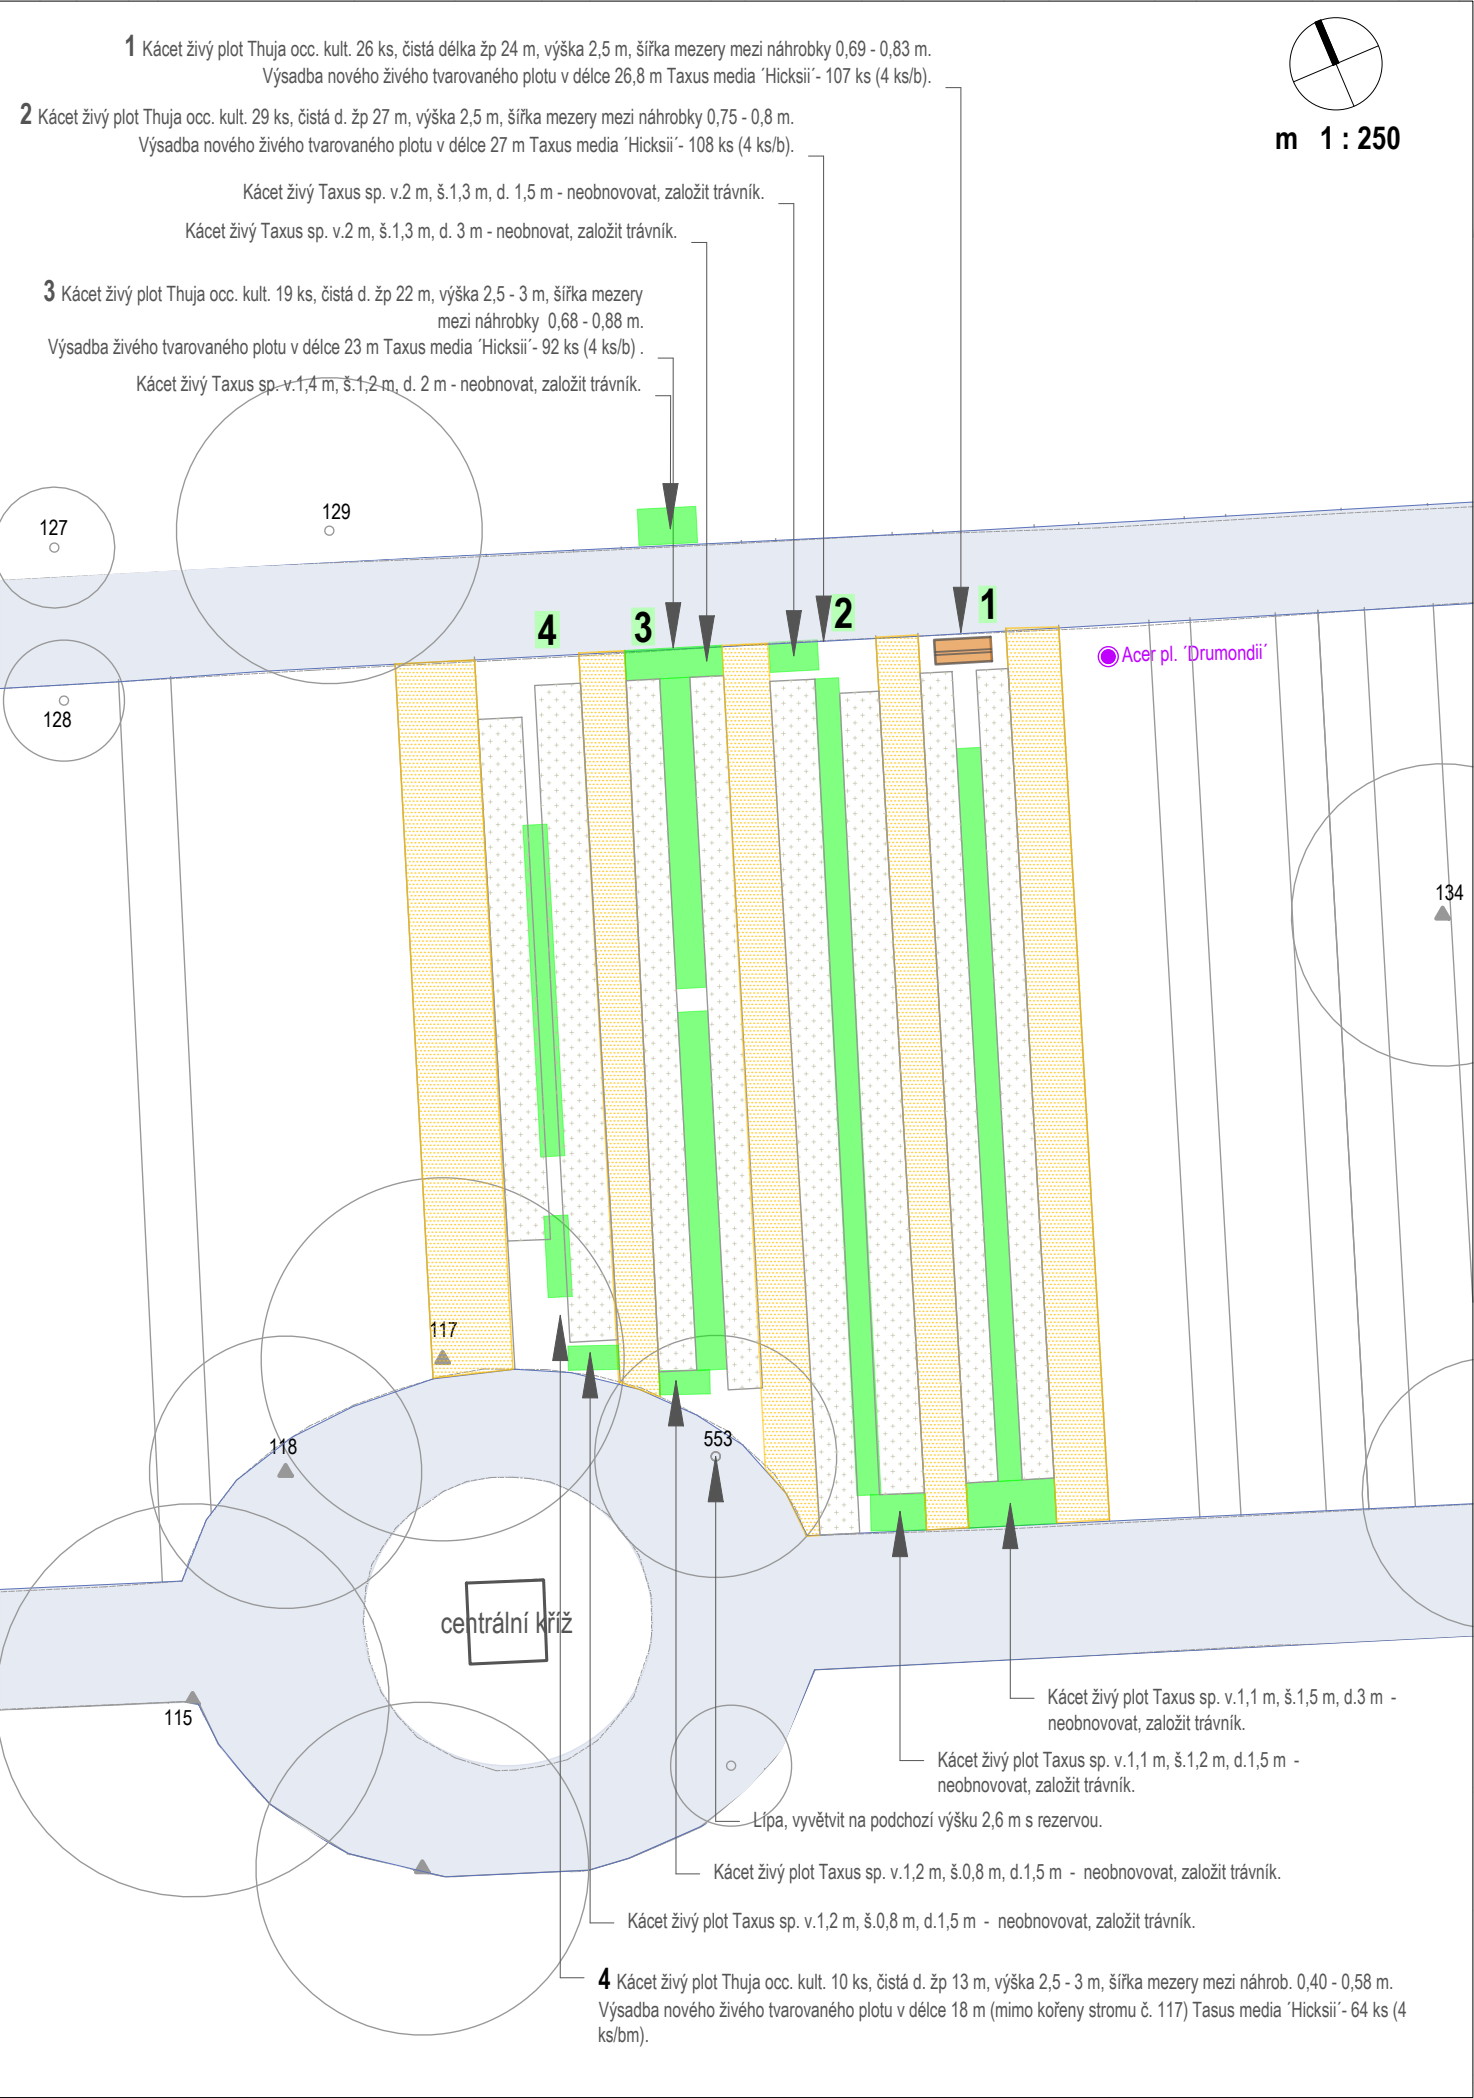 1 Kácet živý plot Thuja occ. kult. 26 ks, čistá délka žp 24 m, výška 2,5 m, šířka mezery mezi náhrobky 0,69 - 0,83 m.
Výsadba nového živého tvarovaného plotu v délce 26,8 m Taxus media ´Hicksii´- 107 ks (4 ks/b).
m 1 : 250
2 Kácet živý plot Thuja occ. kult. 29 ks, čistá d. žp 27 m, výška 2,5 m, šířka mezery mezi náhrobky 0,75 - 0,8 m.
Výsadba nového živého tvarovaného plotu v délce 27 m Taxus media ´Hicksii´- 108 ks (4 ks/b).
Kácet živý Taxus sp. v.2 m, š.1,3 m, d. 1,5 m - neobnovovat, založit trávník.
Kácet živý Taxus sp. v.2 m, š.1,3 m, d. 3 m - neobnovat, založit trávník.
3 Kácet živý plot Thuja occ. kult. 19 ks, čistá d. žp 22 m, výška 2,5 - 3 m, šířka mezery
mezi náhrobky 0,68 - 0,88 m.
Výsadba živého tvarovaného plotu v délce 23 m Taxus media ´Hicksii´- 92 ks (4 ks/b) .
Kácet živý Taxus sp. v.1,4 m, š.1,2 m, d. 2 m - neobnovat, založit trávník.
127
129
4
3
2
1
Acer pl. ´Drumondii´
128
134
117
118
553
centrální kříž
115
Kácet živý plot Taxus sp. v.1,1 m, š.1,5 m, d.3 m -
neobnovovat, založit trávník.
Kácet živý plot Taxus sp. v.1,1 m, š.1,2 m, d.1,5 m -
neobnovovat, založit trávník.
Lípa, vyvětvit na podchozí výšku 2,6 m s rezervou.
Kácet živý plot Taxus sp. v.1,2 m, š.0,8 m, d.1,5 m - neobnovovat, založit trávník.
Kácet živý plot Taxus sp. v.1,2 m, š.0,8 m, d.1,5 m - neobnovovat, založit trávník.
4 Kácet živý plot Thuja occ. kult. 10 ks, čistá d. žp 13 m, výška 2,5 - 3 m, šířka mezery mezi náhrob. 0,40 - 0,58 m.
Výsadba nového živého tvarovaného plotu v délce 18 m (mimo kořeny stromu č. 117) Tasus media ´Hicksii´- 64 ks (4
ks/bm).